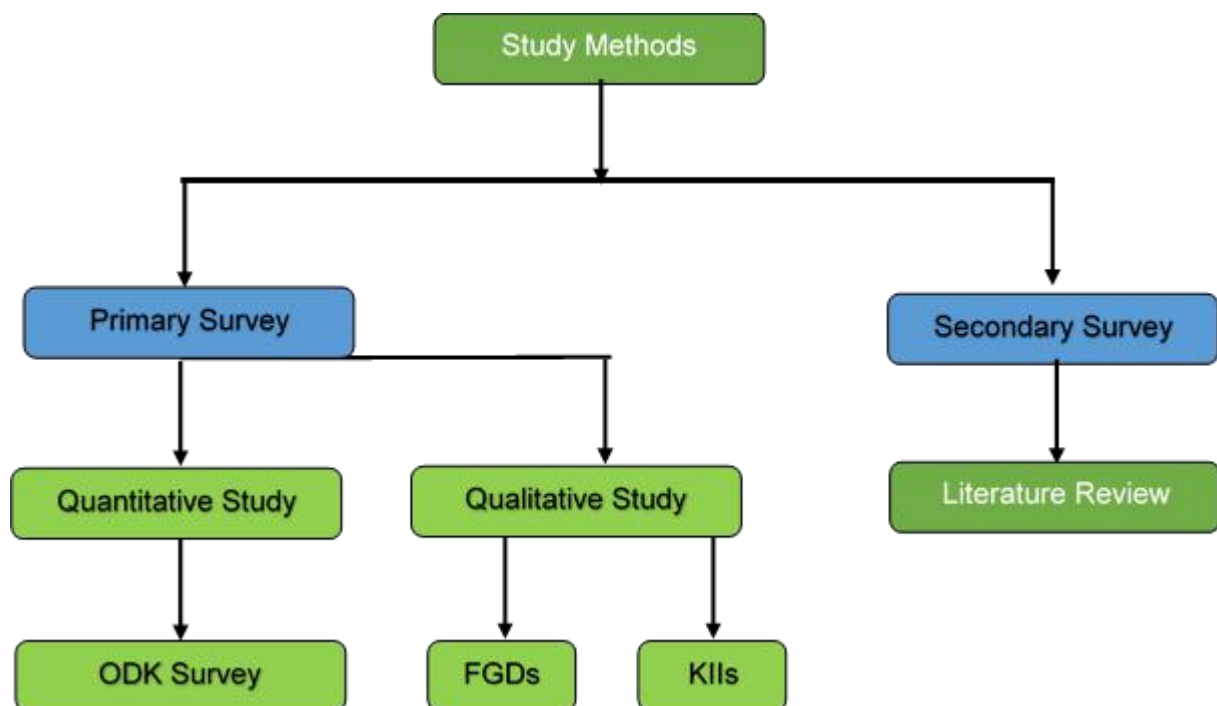 Study Methods
Primary Survey
Secondary Survey
Quantitative Study
Qualitative Study
Literature Review
ODK Survey
FGDs
KIIs